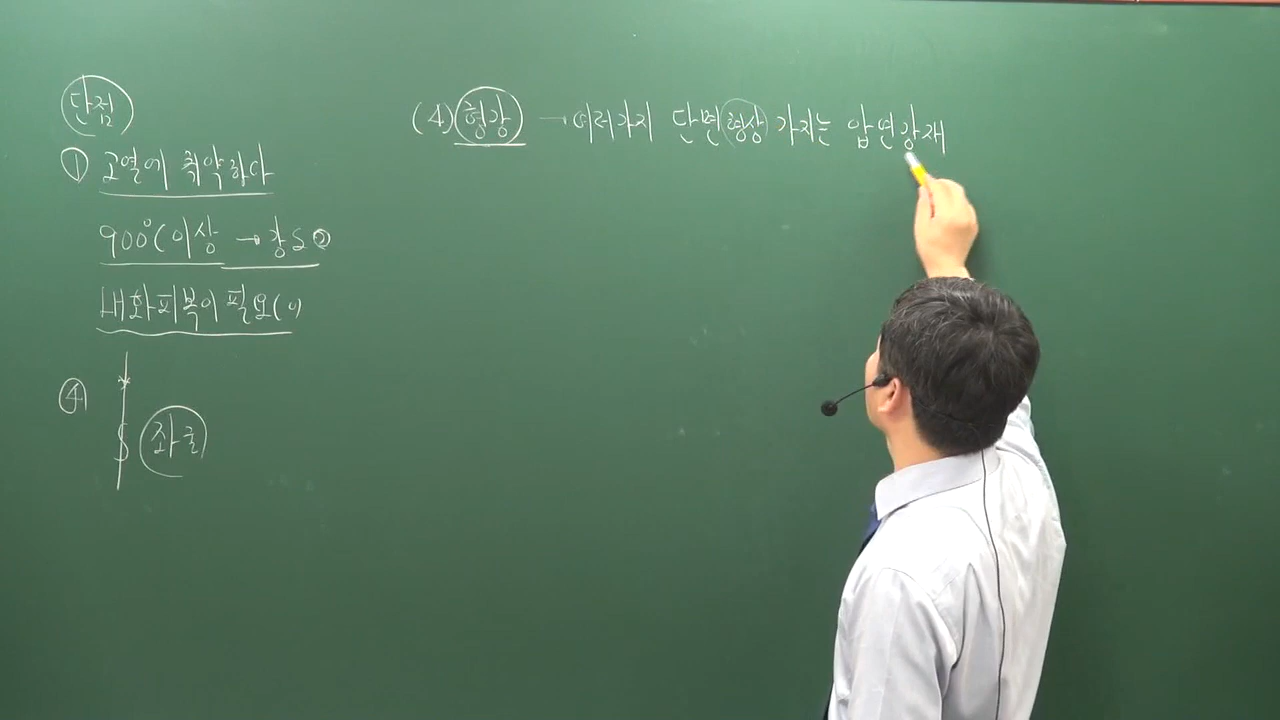 단점
① 고열에 취약하다
900°C 이상 → 강도 0
내화피복이 필요(
④
좌굴
(4) 형강 → 여러가지 단면 형상 가지는 압연강재